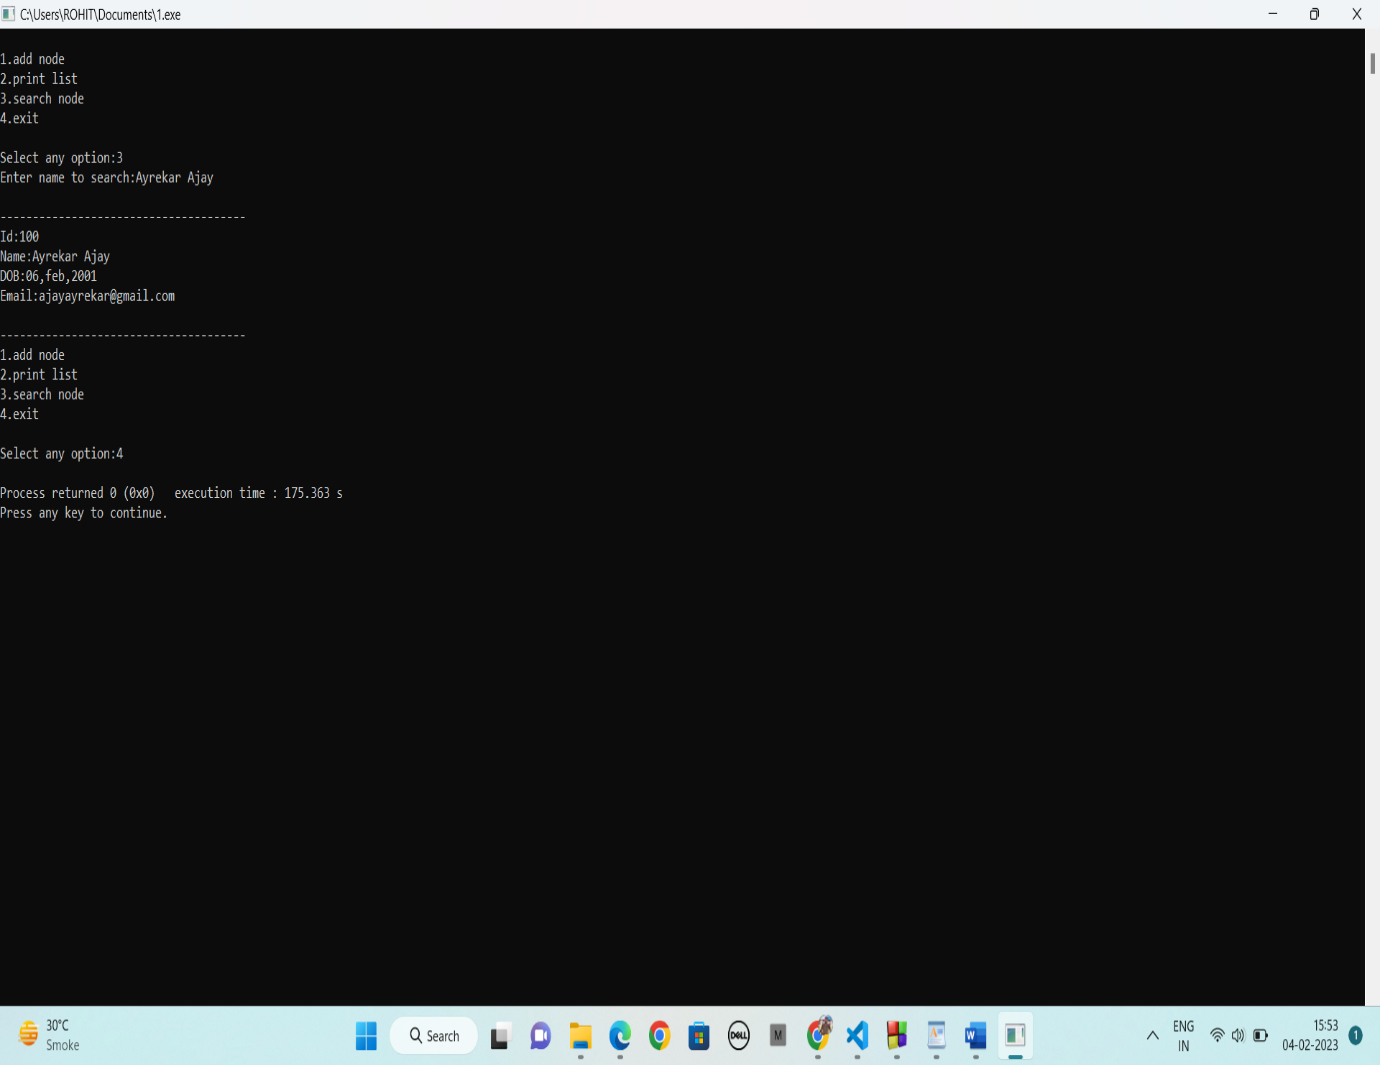 C:\Users\ROHIT\Documents\1.exe
1.add node
2.print list
3.search node
4.exit
Select any option:3
Enter name to search:Ayrekar Ajay
--------------------------------------
Id:100
Name:Ayrekar Ajay
DOB:06,feb,2001
Email:ajayayrekar@gmail.com
--------------------------------------
1.add node
2.print list
3.search node
4.exit
Select any option:4
Process returned 0 (0x0)   execution time : 175.363 s
Press any key to continue.
30°C
Smoke
Search
DELL
M
W
ENG
IN
15:53
04-02-2023
1